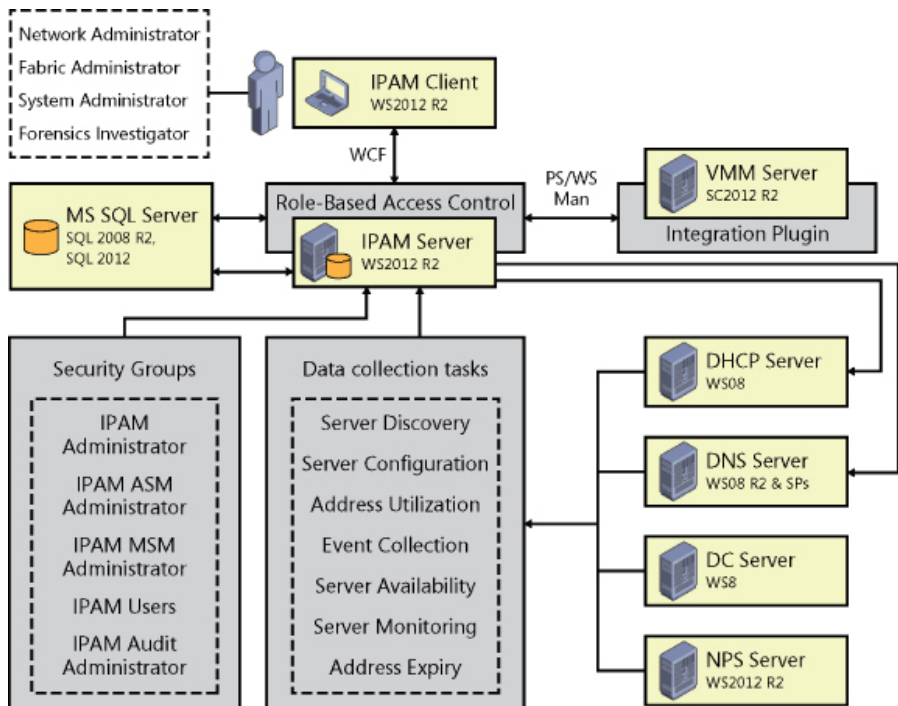 Network Administrator
Fabric Administrator
System Administrator
Forensics Investigator
IPAM Client
WS2012 R2
WCF
MS SQL Server
SQL 2008 R2,
SQL 2012
Role-Based Access Control
IPAM Server
WS2012 R2
PS/WS
Man
VMM Server
SC2012 R2
Integration Plugin
Security Groups
IPAM
Administrator
IPAM ASM
Administrator
IPAM MSM
Administrator
IPAM Users
IPAM Audit
Administrator
Data collection tasks
Server Discovery
Server Configuration
Address Utilization
Event Collection
Server Availability
Server Monitoring
Address Expiry
DHCP Server
WS08
DNS Server
WS08 R2 & SPs
DC Server
WS8
NPS Server
WS2012 R2